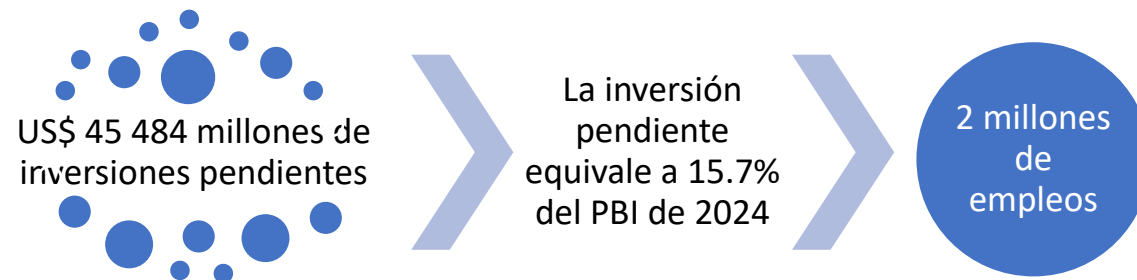 US$ 45 484 millones de
inversiones pendientes
La inversión
pendiente
equivale a 15.7%
del PBI de 2024
2 millones
de
empleos